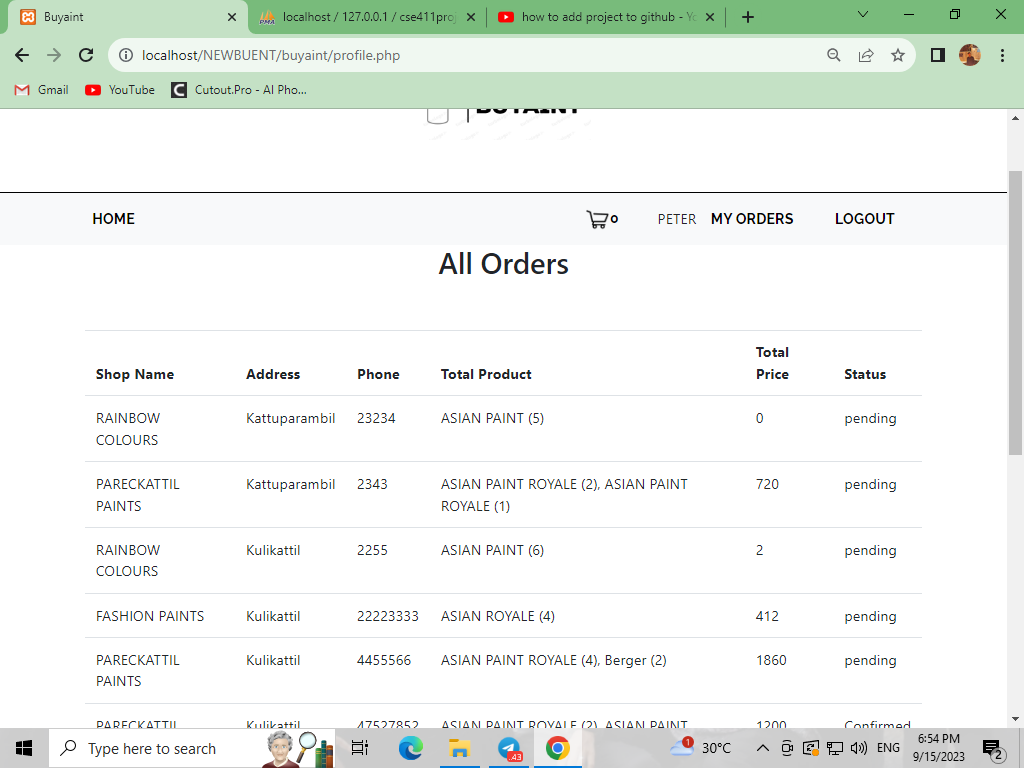 Buyaint
localhost / 127.0.0.1 / cse411proj
how to add project to github - Yo
localhost/NEWBUENT/buyaint/profile.php
Gmail
YouTube
Cutout.Pro - AI Pho...
BUYAINT
HOME
0
PETER
MY ORDERS
LOGOUT
All Orders
Shop Name Address Phone Total Product Total Price Status
RAINBOW COLOURS Kattuparambil 23234 ASIAN PAINT (5) 0 pending
PARECKATTIL PAINTS Kattuparambil 2343 ASIAN PAINT ROYALE (2), ASIAN PAINT ROYALE (1) 720 pending
RAINBOW COLOURS Kulikattil 2255 ASIAN PAINT (6) 2 pending
FASHION PAINTS Kulikattil 22223333 ASIAN ROYALE (4) 412 pending
PARECKATTIL PAINTS Kulikattil 4455566 ASIAN PAINT ROYALE (4), Berger (2) 1860 pending
PARECKATTIL Kulikattil 47527852 ASIAN PAINT ROYALE (2), ASIAN PAINT 1200 Confirmed
Type here to search
.43
1
30°C
ENG
6:54 PM
9/15/2023
2